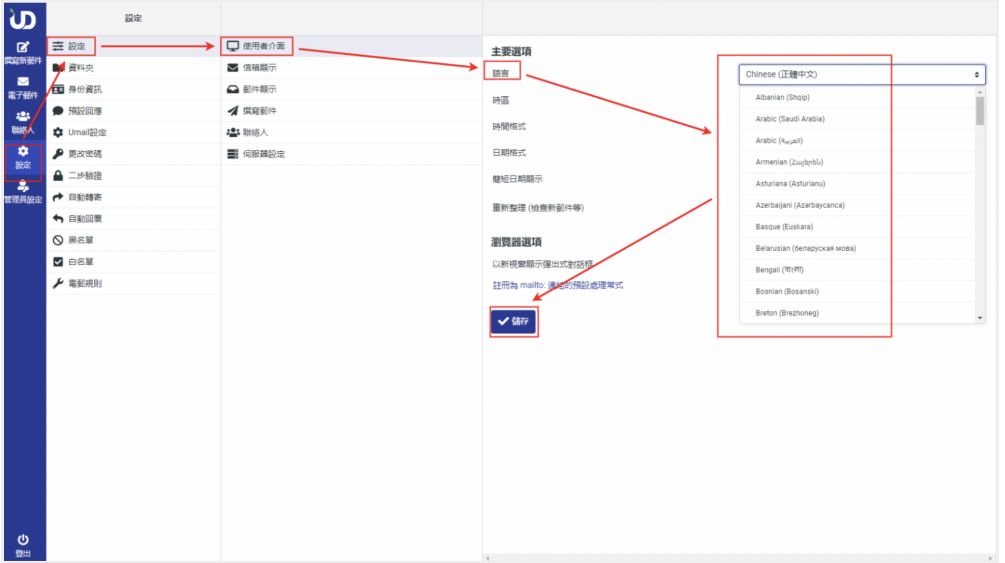 UD
撰寫新郵件
電子郵件
聯絡人
設定
管理員設定
登出
設定
設定
資料夾
身份資訊
預設回應
Umail設定
更改密碼
二步驗證
自動轉寄
自動回覆
黑名單
白名單
電郵規則
使用者介面
信箱顯示
郵件顯示
撰寫郵件
聯絡人
伺服器設定
主要選項
語言
時區
時間格式
日期格式
簡短日期顯示
重新整理 (檢查新郵件等)
瀏覽器選項
以新視窗顯示彈出式對話框
註冊為 mailto: 連結的預設處理常式
儲存
Chinese (正體中文)
Albanian (Shqip)
Arabic (Saudi Arabia)
Arabic (العربية)
Armenian (Հայերեն)
Asturiana (Asturianu)
Azerbaijani (Azərbaycanca)
Basque (Euskara)
Belarusian (беларуская мова)
Bengali (বাংলা)
Bosnian (Bosanski)
Breton (Brezhoneg)